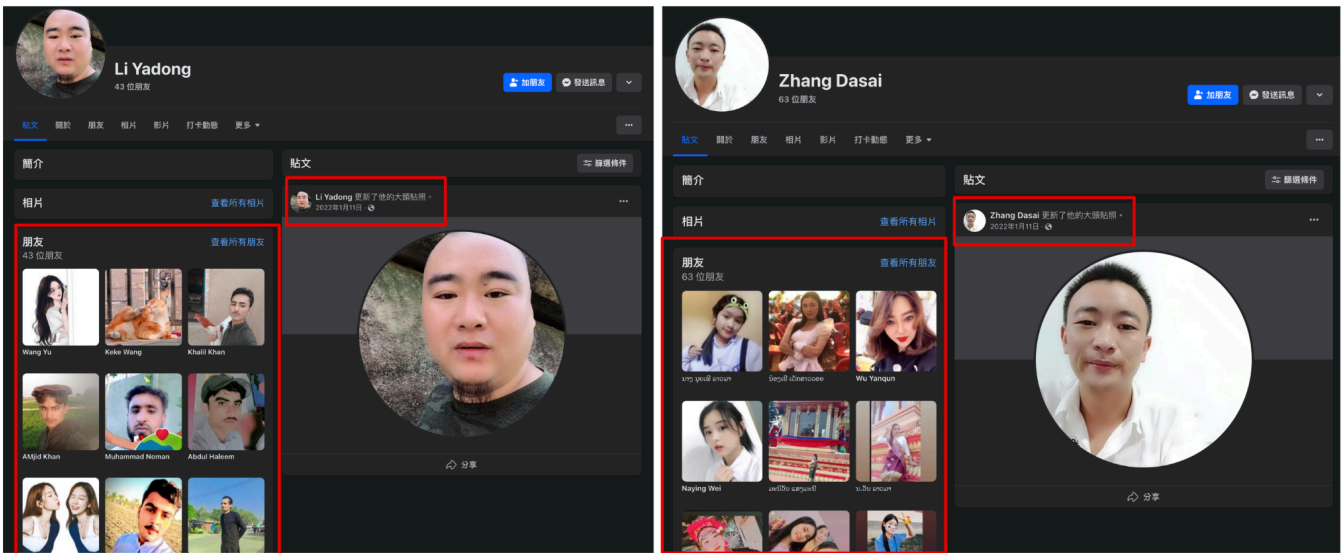 Li Yadong
43 位朋友
加朋友
發送訊息
貼文 關於 朋友 相片 影片 打卡動態 更多
簡介
相片 查看所有相片
朋友 查看所有朋友
43 位朋友
Wang Yu Keke Wang Khalil Khan
AMjid Khan Muhammad Noman Abdul Haleem
貼文 篩選條件
Li Yadong 更新了他的大頭貼照。
2022年1月11日 ·
分享
Zhang Dasai
63 位朋友
加朋友
發送訊息
貼文 關於 朋友 相片 影片 打卡動態 更多
簡介
相片 查看所有相片
朋友 查看所有朋友
63 位朋友
Wu Yanqun
Naying Wei
貼文 篩選條件
Zhang Dasai 更新了他的大頭貼照。
2022年1月11日 ·
分享